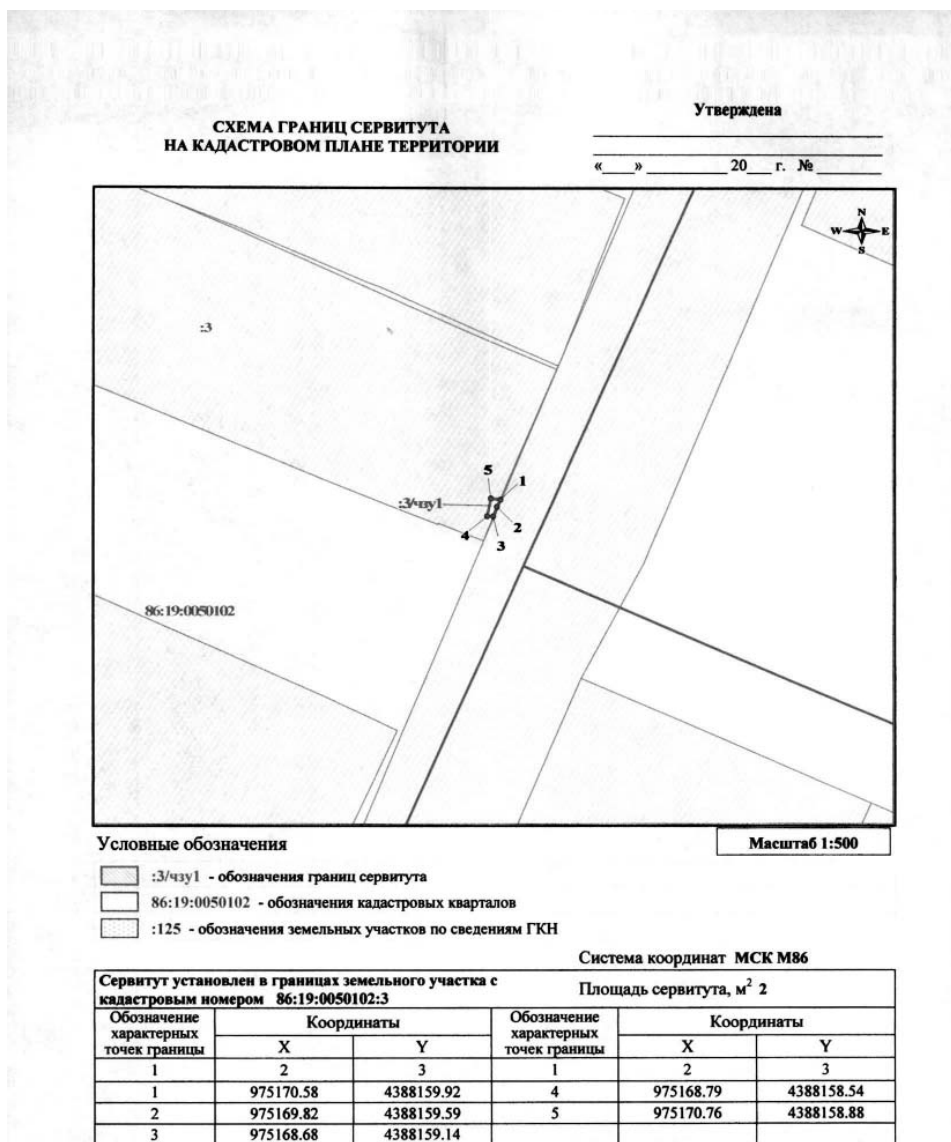 Утверждена
СХЕМА ГРАНИЦ СЕРВИТУТА
НА КАДАСТРОВОМ ПЛАНЕ ТЕРРИТОРИИ
«___» ________ 20___ г. №
N
W E
S
:3
5
1
:3/чзу1
2
4
3
86:19:0050102
Условные обозначения
Масштаб 1:500
:3/чзу1 - обозначения границ сервитута
86:19:0050102 - обозначения кадастровых кварталов
:125 - обозначения земельных участков по сведениям ГКН
Система координат МСК М86
Сервитут установлен в границах земельного участка с
кадастровым номером 86:19:0050102:3
Площадь сервитута, м² 2
Обозначение характерных точек границы Координаты Обозначение характерных точек границы Координаты
X Y X Y
1 2 3 1 2 3
1 975170.58 4388159.92 4 975168.79 4388158.54
2 975169.82 4388159.59 5 975170.76 4388158.88
3 975168.68 4388159.14